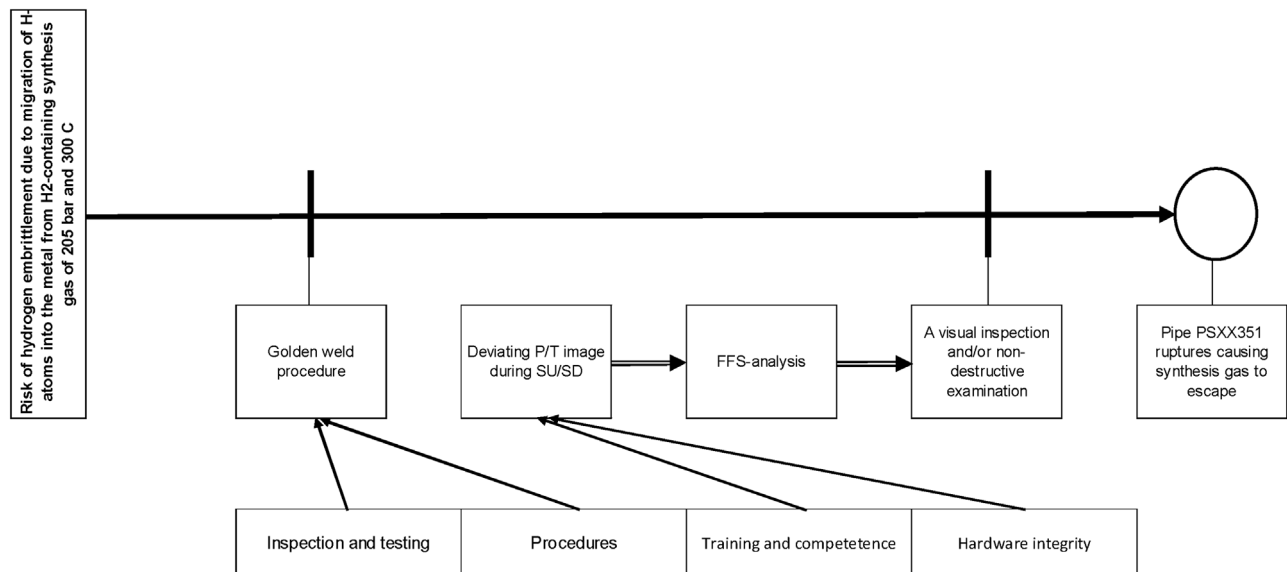 Risk of hydrogen embrittlement due to migration of H-
atoms into the metal from H2-containing synthesis
gas of 205 bar and 300 C
Golden weld
procedure
Deviating P/T image
during SU/SD
FFS-analysis
A visual inspection
and/or non-
destructive
examination
Pipe PSXX351
ruptures causing
synthesis gas to
escape
Inspection and testing
Procedures
Training and competetence
Hardware integrity